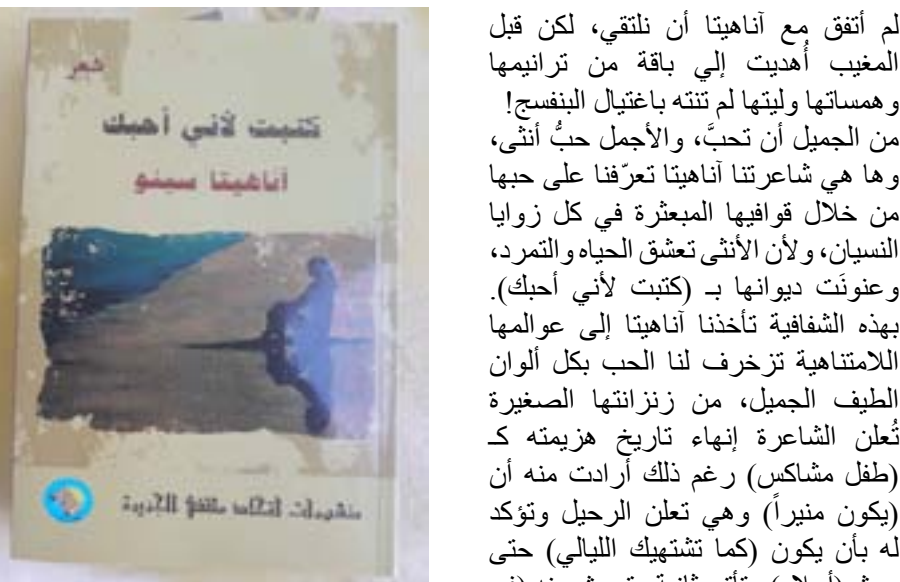 شعر
كتبت لأني أحبك
آناهيتا سينو
منشورات اتحاد مثقفي الجزيرة
لم أتفق مع آناهيتا أن نلتقي، لكن قبل
المغيب أُهديت إلي باقة من ترانيمها
وهمساتها وليتها لم تنته باغتيال البنفسج!
من الجميل أن تحبَّ، والأجمل حبُّ أنثى،
وها هي شاعرتنا آناهيتا تعرّفنا على حبها
من خلال قوافيها المبعثرة في كل زوايا
النسيان، ولأن الأنثى تعشق الحياه والتمرد،
وعنونَت ديوانها بـ (كتبت لأني أحبك).
بهذه الشفافية تأخذنا آناهيتا إلى عوالمها
اللامتناهية تزخرف لنا الحب بكل ألوان
الطيف الجميل، من زنزانتها الصغيرة
تُعلن الشاعرة إنهاء تاريخ هزيمته كـ
(طفل مشاكس) رغم ذلك أرادت منه أن
(يكون منيراً) وهي تعلن الرحيل وتؤكد
له بأن يكون (كما تشتهيك الليالي) حتى